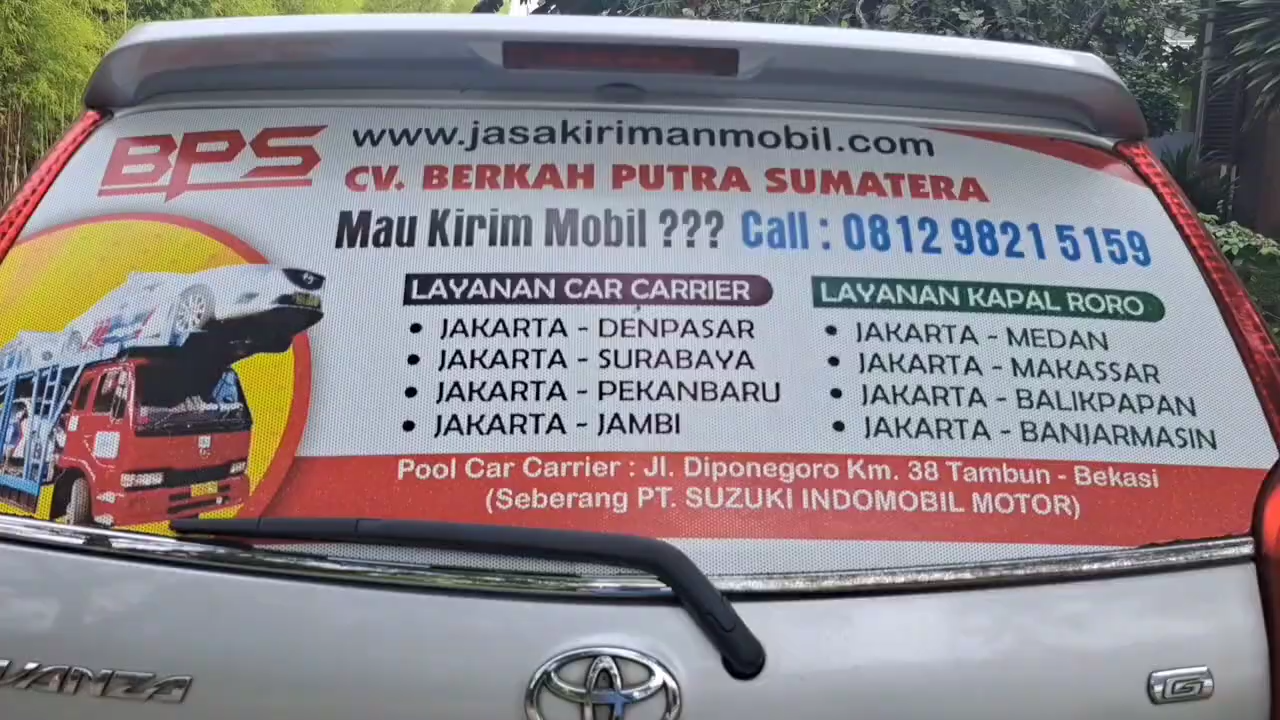 BPS
www.jasakirimanmobil.com
CV. BERKAH PUTRA SUMATERA
Mau Kirim Mobil ??? Call : 0812 9821 5159
LAYANAN CAR CARRIER
• JAKARTA - DENPASAR
• JAKARTA - SURABAYA
• JAKARTA - PEKANBARU
• JAKARTA - JAMBI
LAYANAN KAPAL RORO
• JAKARTA - MEDAN
• JAKARTA - MAKASSAR
• JAKARTA - BALIKPAPAN
• JAKARTA - BANJARMASIN
Pool Car Carrier : Jl. Diponegoro Km. 38 Tambun - Bekasi
(Seberang PT. SUZUKI INDOMOBIL MOTOR)
VANZA
G